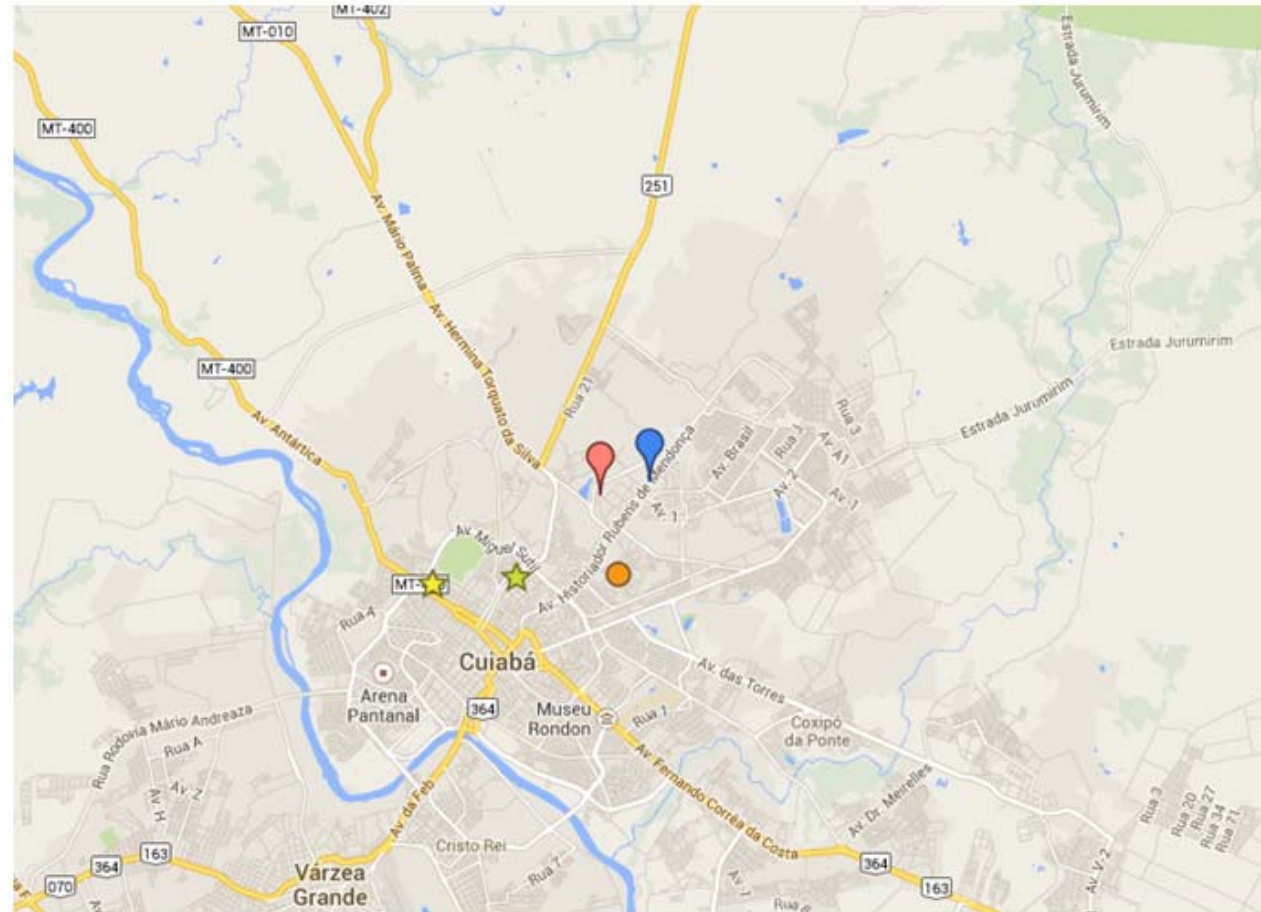 MT-402
MT-010
Estrada Jurumirim
MT-400
251
Av. Mário Palma
Av. Hermina Torquato da Silva
Estrada Jurumirim
MT-400
Rua 21
Rua 3
Estrada Jurumirim
Av. Antártica
Av. Brasil
Rua J
Av. A1
Av. 2
Av. 1
Av. 1
Av. Historiador Rubens de Mendonça
Av. Miguel Sutil
Rua 4
Cuiabá
Av. das Torres
Arena
Pantanal
364
Museu
Rondon
Rua 1
Coxipó
da Ponte
Rua Rodovia Mário Andreaza
Rua A
Av. Z
Av. H
Av. da Feb
Av. Fernando Corrêa da Costa
Av. Dr. Meirelles
Rua 3
Rua 20
Rua 27
Rua 34
Rua 71
Cristo Rei
Rua 7
163
364
070
Várzea
Grande
364
163
Av. V-2
Av. 1